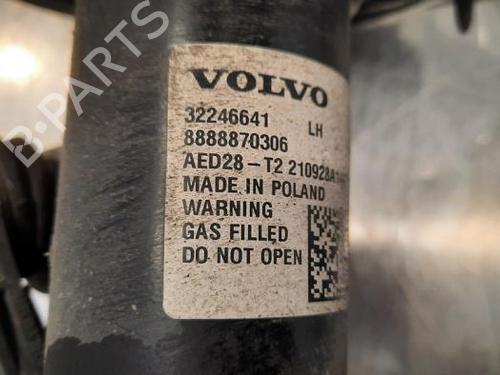 B-PARTS
VOLVO
32246641 LH
8888870306
AED28-T2 210928A
MADE IN POLAND
WARNING
GAS FILLED
DO NOT OPEN